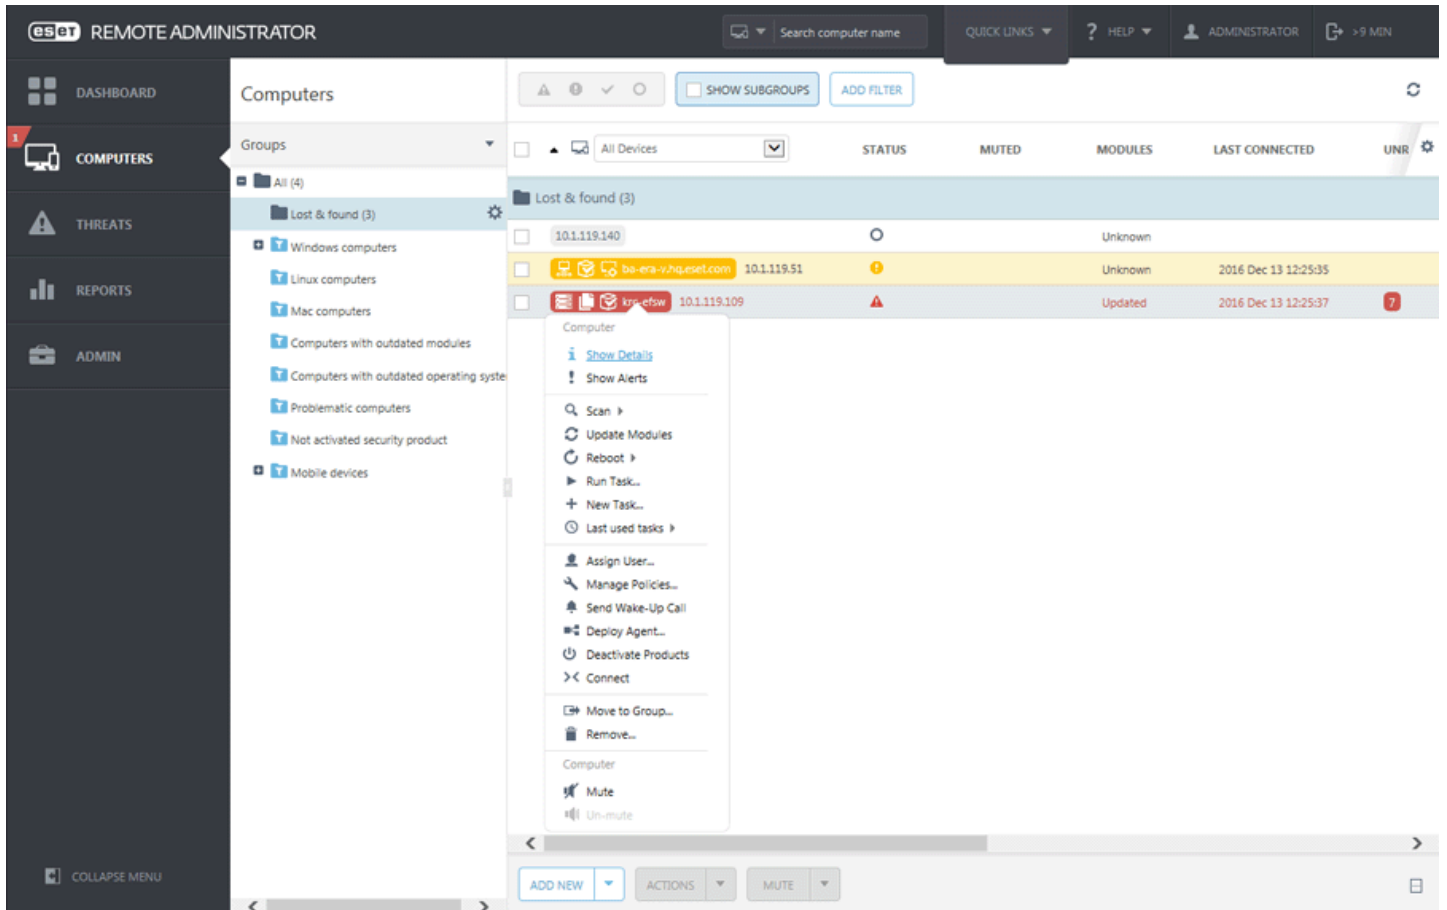 eset REMOTE ADMINISTRATOR
Search computer name
QUICK LINKS
? HELP
ADMINISTRATOR
>9 MIN
DASHBOARD
1
COMPUTERS
THREATS
REPORTS
ADMIN
COLLAPSE MENU
Computers
Groups
All (4)
Lost & found (3)
Windows computers
Linux computers
Mac computers
Computers with outdated modules
Computers with outdated operating syste
Problematic computers
Not activated security product
Mobile devices
SHOW SUBGROUPS
ADD FILTER
All Devices STATUS MUTED MODULES LAST CONNECTED UNR
Lost & found (3)
10.1.119.140 Unknown
ba-era-v.hq.eset.com 10.1.119.51 Unknown 2016 Dec 13 12:25:35
krc-efsw 10.1.119.109 Updated 2016 Dec 13 12:25:37 7
Computer
Show Details
Show Alerts
Scan
Update Modules
Reboot
Run Task...
New Task...
Last used tasks
Assign User...
Manage Policies...
Send Wake-Up Call
Deploy Agent...
Deactivate Products
Connect
Move to Group...
Remove...
Computer
Mute
Un-mute
ADD NEW
ACTIONS
MUTE